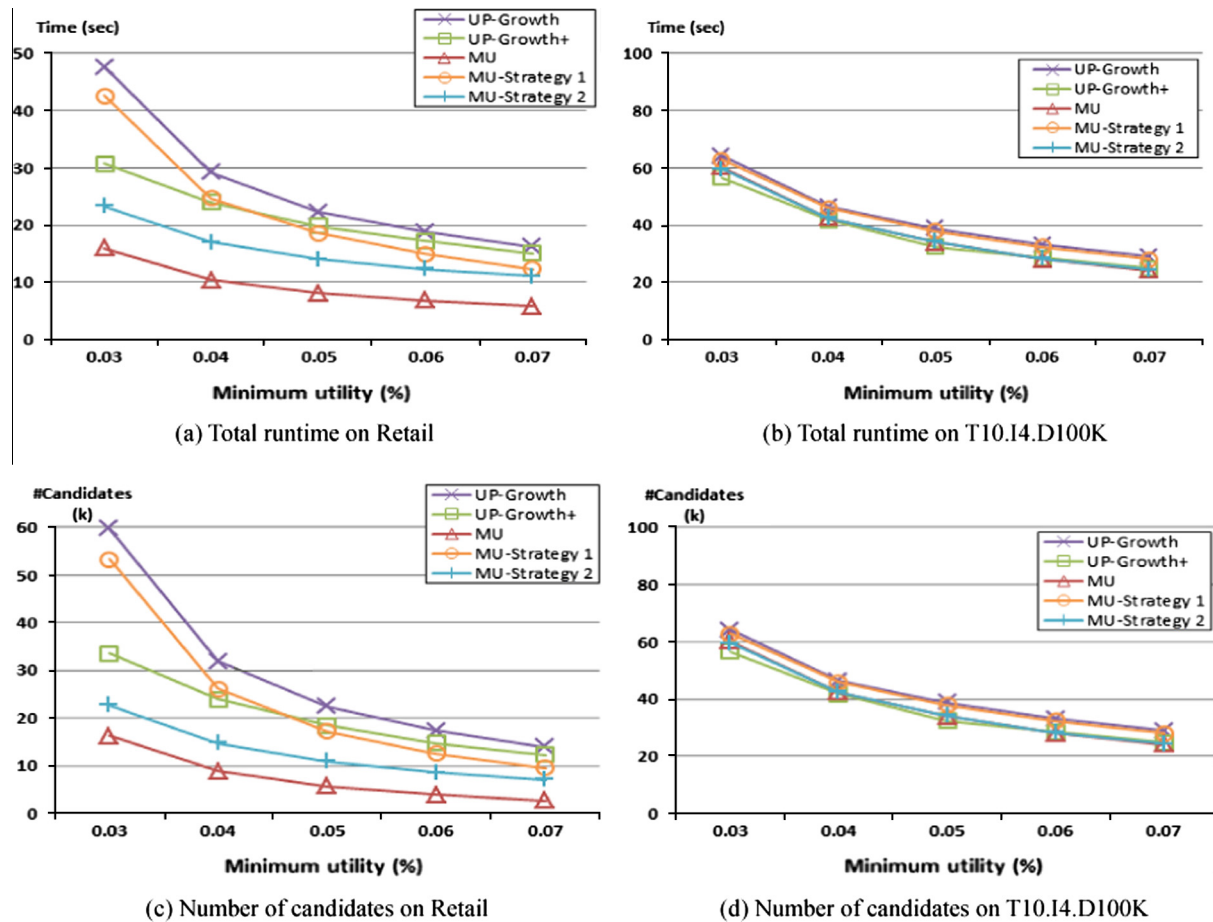 Time (sec)
UP-Growth
UP-Growth+
MU
MU-Strategy 1
MU-Strategy 2
50
40
30
20
10
0
0.03 0.04 0.05 0.06 0.07
Minimum utility (%)
(a) Total runtime on Retail
Time (sec)
UP-Growth
UP-Growth+
MU
MU-Strategy 1
MU-Strategy 2
100
80
60
40
20
0
0.03 0.04 0.05 0.06 0.07
Minimum utility (%)
(b) Total runtime on T10.I4.D100K
#Candidates
(k)
UP-Growth
UP-Growth+
MU
MU-Strategy 1
MU-Strategy 2
60
50
40
30
20
10
0
0.03 0.04 0.05 0.06 0.07
Minimum utility (%)
(c) Number of candidates on Retail
#Candidates
(k)
UP-Growth
UP-Growth+
MU
MU-Strategy 1
MU-Strategy 2
100
80
60
40
20
0
0.03 0.04 0.05 0.06 0.07
Minimum utility (%)
(d) Number of candidates on T10.I4.D100K